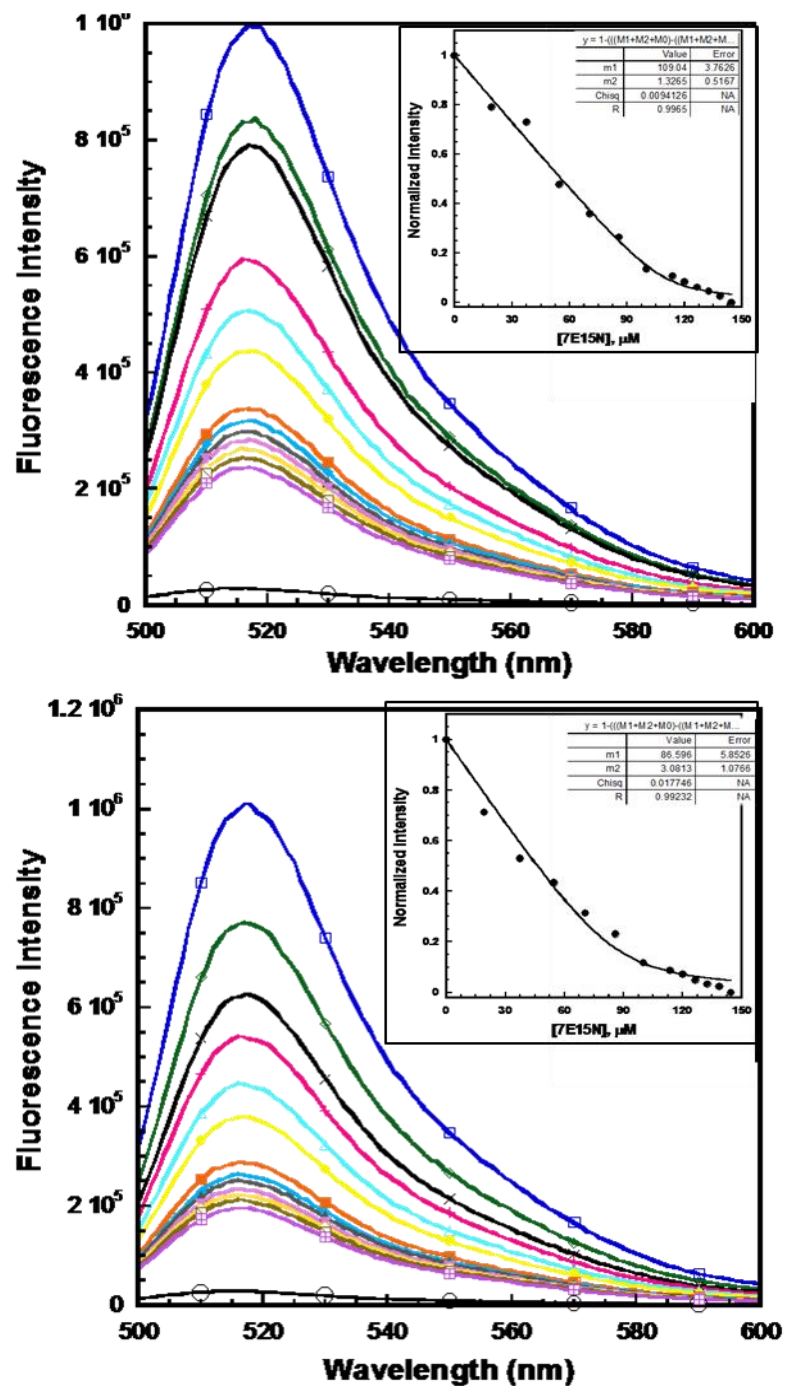 1 10⁶
8 10⁵
6 10⁵
4 10⁵
2 10⁵
0
Fluorescence Intensity
500 520 540 560 580 600
Wavelength (nm)
y = 1-(((M1+M2+M0)-((M1+M2+M...
Value Error
m1 109.04 3.7626
m2 1.3265 0.5167
Chisq 0.0094126 NA
R 0.9965 NA
1
0.8
0.6
0.4
0.2
0
Normalized Intensity
0 30 60 90 120 150
[7E15N], µM
1.2 10⁶
1 10⁶
8 10⁵
6 10⁵
4 10⁵
2 10⁵
0
Fluorescence Intensity
500 520 540 560 580 600
Wavelength (nm)
y = 1-(((M1+M2+M0)-((M1+M2+M...
Value Error
m1 86.596 5.8526
m2 3.0813 1.0766
Chisq 0.017746 NA
R 0.99232 NA
1
0.8
0.6
0.4
0.2
0
Normalized Intensity
0 30 60 90 120 150
[7E15N], µM